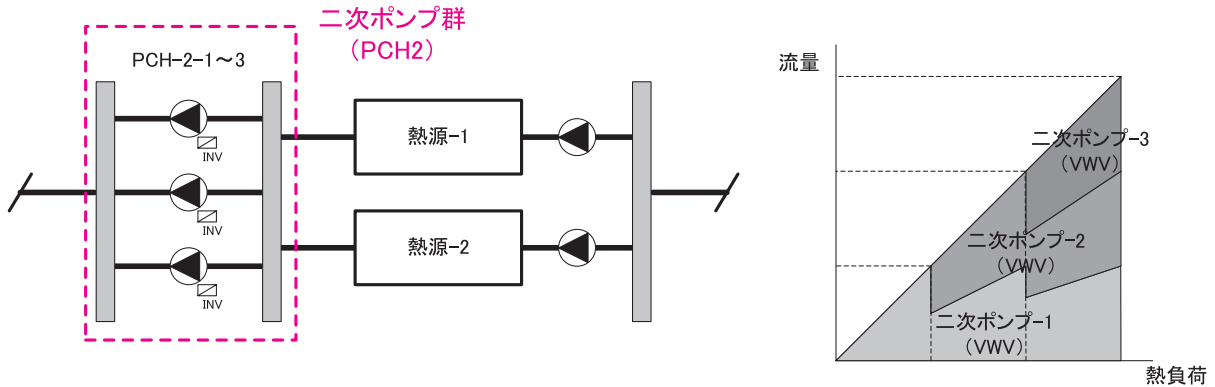 二次ポンプ群
（PCH2）
PCH-2-1～3
INV
INV
INV
熱源-1
熱源-2
流量
二次ポンプ-3
（VWV）
二次ポンプ-2
（VWV）
二次ポンプ-1
（VWV）
熱負荷